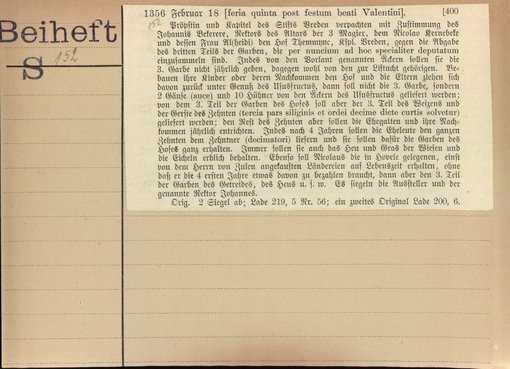 Beiheft
S
152
1356 Februar 18 [feria quinta post festum beati Valentini]. [400
152
Pröpstin und Kapitel des Stifts Vreden verpachten mit Zustimmung des
Johannis Bekerere, Rektors des Altars der 3 Magier, dem Nicolao Kernebeke
und dessen Frau Al(heidi) den Hof Themmyme, Kspl. Vreden, gegen die Abgabe
des dritten Teils der Garben, die per nuncium ad hoc specialiter deputatum
einzusammeln sind. Indes von den Vorlant genannten Äckern sollen sie die
3. Garbe nicht jährlich geben, dagegen wohl von den zur Liftucht gehörigen. Be-
bauen ihre Kinder oder deren Nachkommen den Hof und die Eltern ziehen sich
davon zurück unter Genuß des Ususfructus, dann soll nicht die 3. Garbe, sondern
2 Gänse (auce) und 10 Hühner von den Äckern des Ususfructus geliefert werden;
von dem 3. Teil der Garben des Hofes soll aber der 3. Teil des Weizens und
der Gerste des Zehnten (tercia pars siliginis et ordei decime dicte curtis solvetur)
geliefert werden; den Rest des Zehnten aber sollen die Ehegatten und ihre Nach-
kommen jährlich entrichten. Indes nach 4 Jahren sollen die Eheleute den ganzen
Zehnten dem Zehntner (decimatori) liefern und sie sollen dafür die Garben des
Hofes ganz erhalten. Immer sollen sie auch das Heu und Gras der Wiesen und
die Eicheln erblich behalten. Ebenso soll Nicolaus die in Hovele gelegenen, einst
von dem Herrn von Zulen angekauften Ländereien auf Lebenszeit erhalten, ohne
daß er die 4 ersten Jahre etwas davon zu bezahlen braucht, dann aber den 3. Teil
der Garben des Getreides, des Heus u. s. w. Es siegeln die Aussteller und der
genannte Rektor Johannes.
Orig. 2 Siegel ab; Lade 219, 5 Nr. 56; ein zweites Original Lade 200, 6.